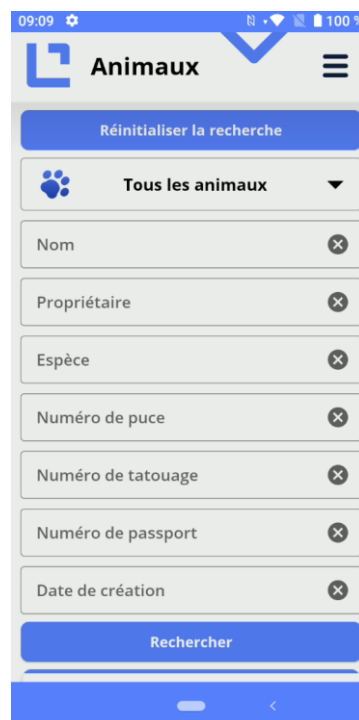 09:09
100 %
Animaux
Réinitialiser la recherche
Tous les animaux
Nom
Propriétaire
Espèce
Numéro de puce
Numéro de tatouage
Numéro de passport
Date de création
Rechercher